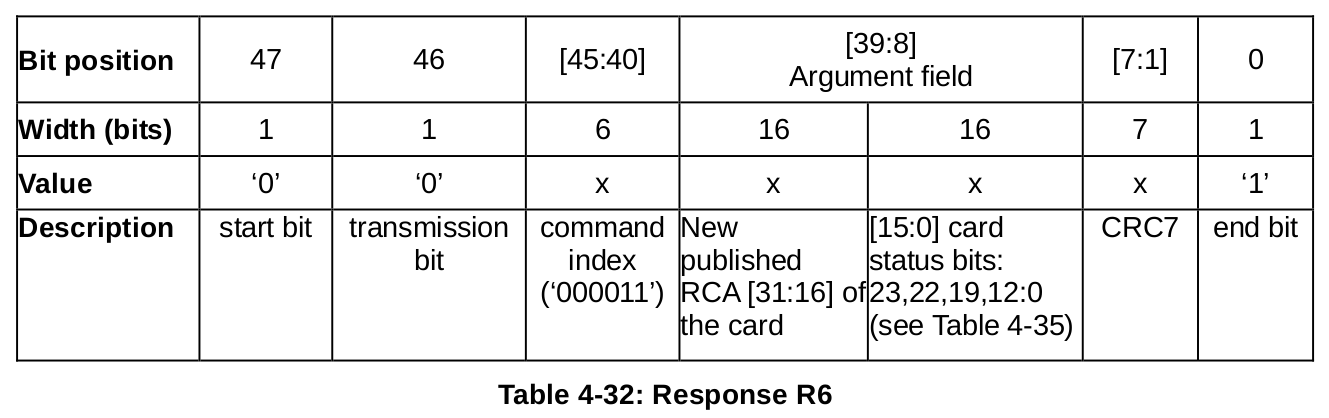 Bit position 47 46 [45:40] [39:8] [7:1] 0
Argument field
Width (bits) 1 1 6 16 16 7 1
Value ‘0’ ‘0’ x x x x ‘1’
Description start bit transmission bit command index (‘000011’) New published RCA [31:16] of the card [15:0] card status bits: 23,22,19,12:0 (see Table 4-35) CRC7 end bit
Table 4-32: Response R6